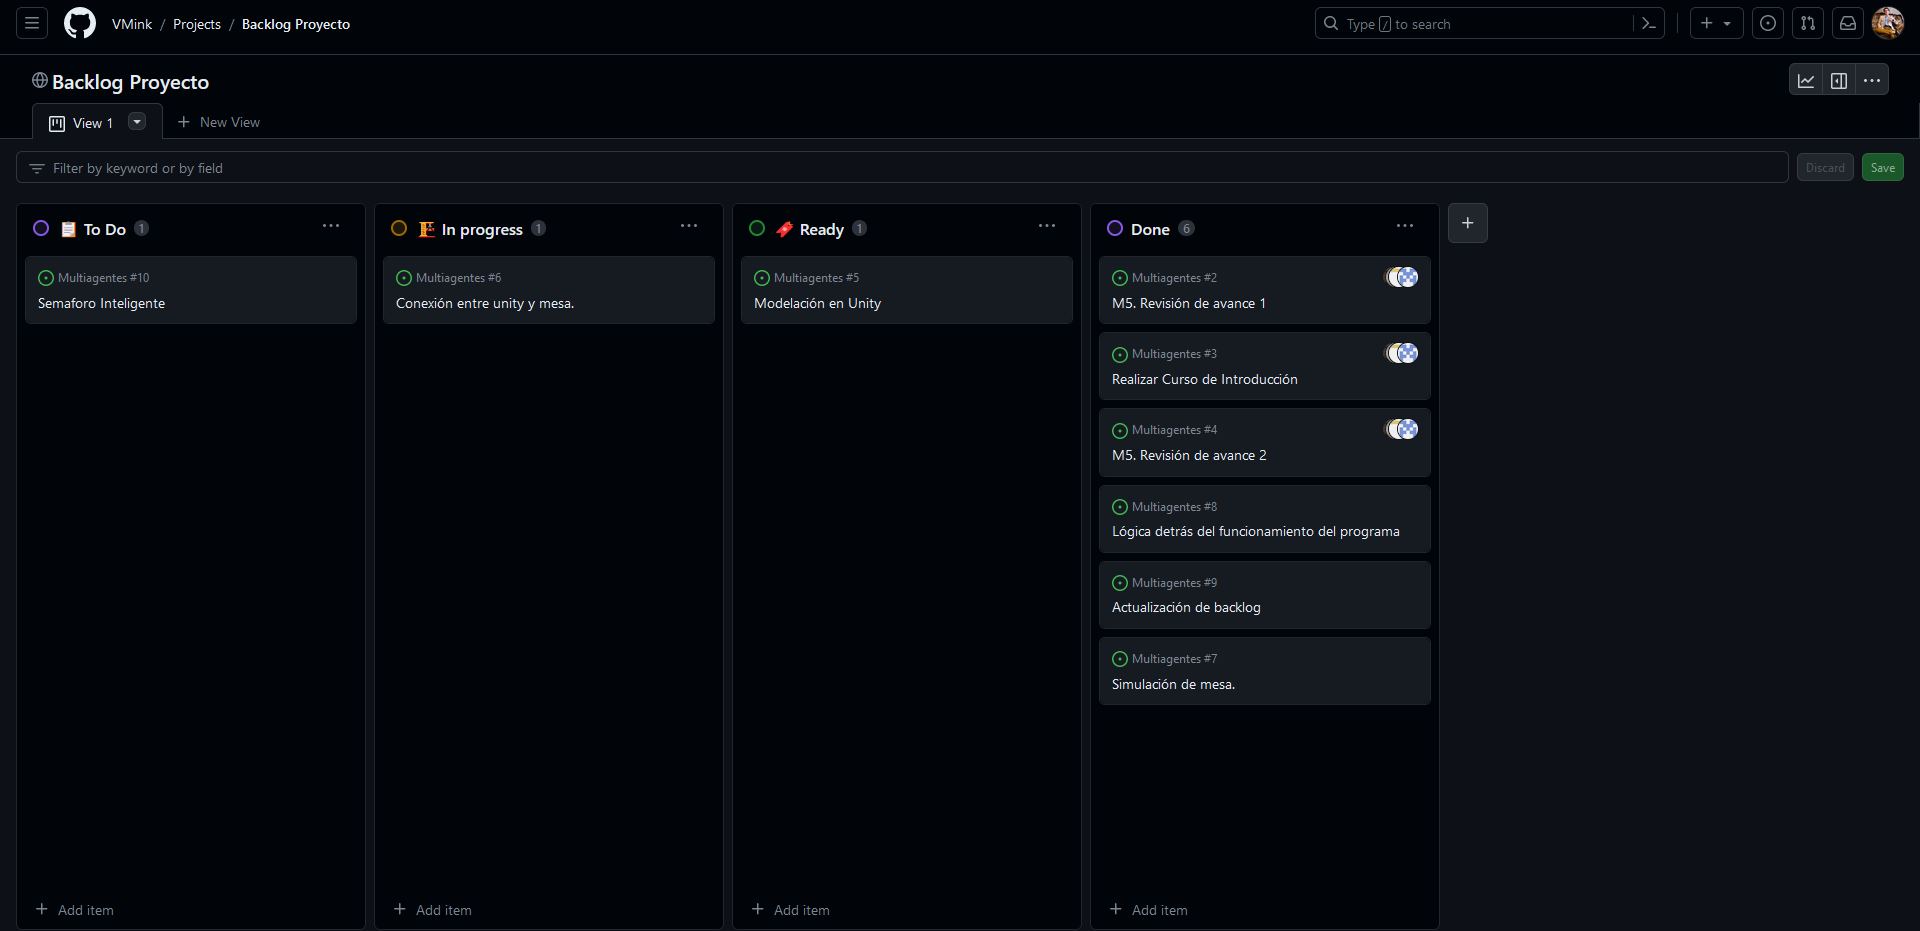 VMink / Projects / Backlog Proyecto
Type / to search
Backlog Proyecto
View 1
New View
Filter by keyword or by field
Discard
Save
To Do 1
Multiagentes #10
Semaforo Inteligente
Add item
In progress 1
Multiagentes #6
Conexión entre unity y mesa.
Add item
Ready 1
Multiagentes #5
Modelación en Unity
Add item
Done 6
Multiagentes #2
M5. Revisión de avance 1
Multiagentes #3
Realizar Curso de Introducción
Multiagentes #4
M5. Revisión de avance 2
Multiagentes #8
Lógica detrás del funcionamiento del programa
Multiagentes #9
Actualización de backlog
Multiagentes #7
Simulación de mesa.
Add item